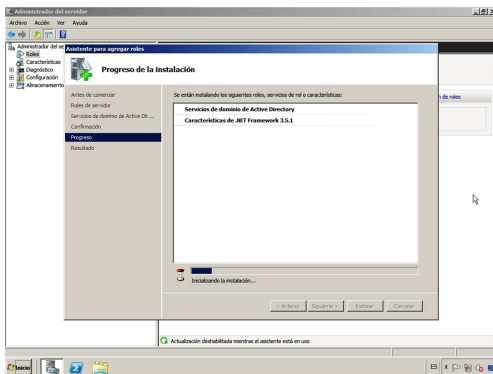 Administrador del servidor
Archivo Acción Ver Ayuda
Administrador del se
Roles
Características
Diagnóstico
Configuración
Almacenamiento
Asistente para agregar roles
Progreso de la instalación
Antes de comenzar
Roles de servidor
Servicios de dominio de Active Dir...
Confirmación
Progreso
Resultado
Se están instalando los siguientes roles, servicios de rol o características:
Servicios de dominio de Active Directory
Características de .NET Framework 3.5.1
Inicializando la instalación...
< Anterior Siguiente > Instalar Cancelar
de roles
Actualización deshabilitada mientras el asistente está en uso
Inicio
ES